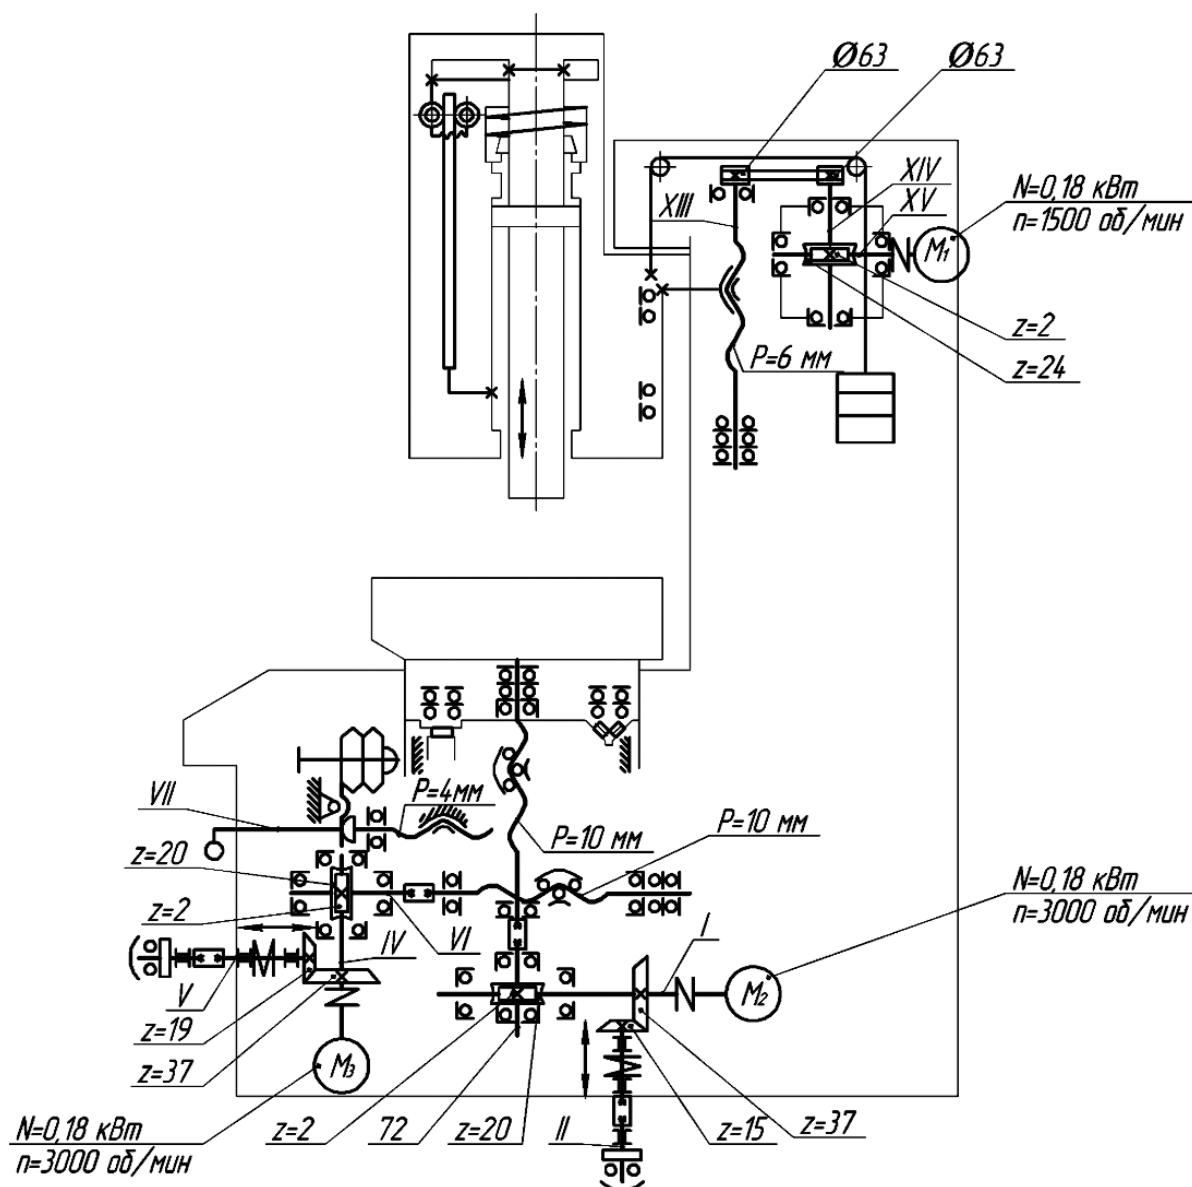 Ø63
Ø63
XIV
N=0,18 кВт
n=1500 об/мин
XV
XIII
M₁
z=2
P=6 мм
z=24
VII
P=4мм
P=10 мм
P=10 мм
z=20
N=0,18 кВт
n=3000 об/мин
z=2
IV
VI
I
V
M₂
z=19
z=37
M₃
N=0,18 кВт
n=3000 об/мин
z=2
72
z=20
II
z=15
z=37